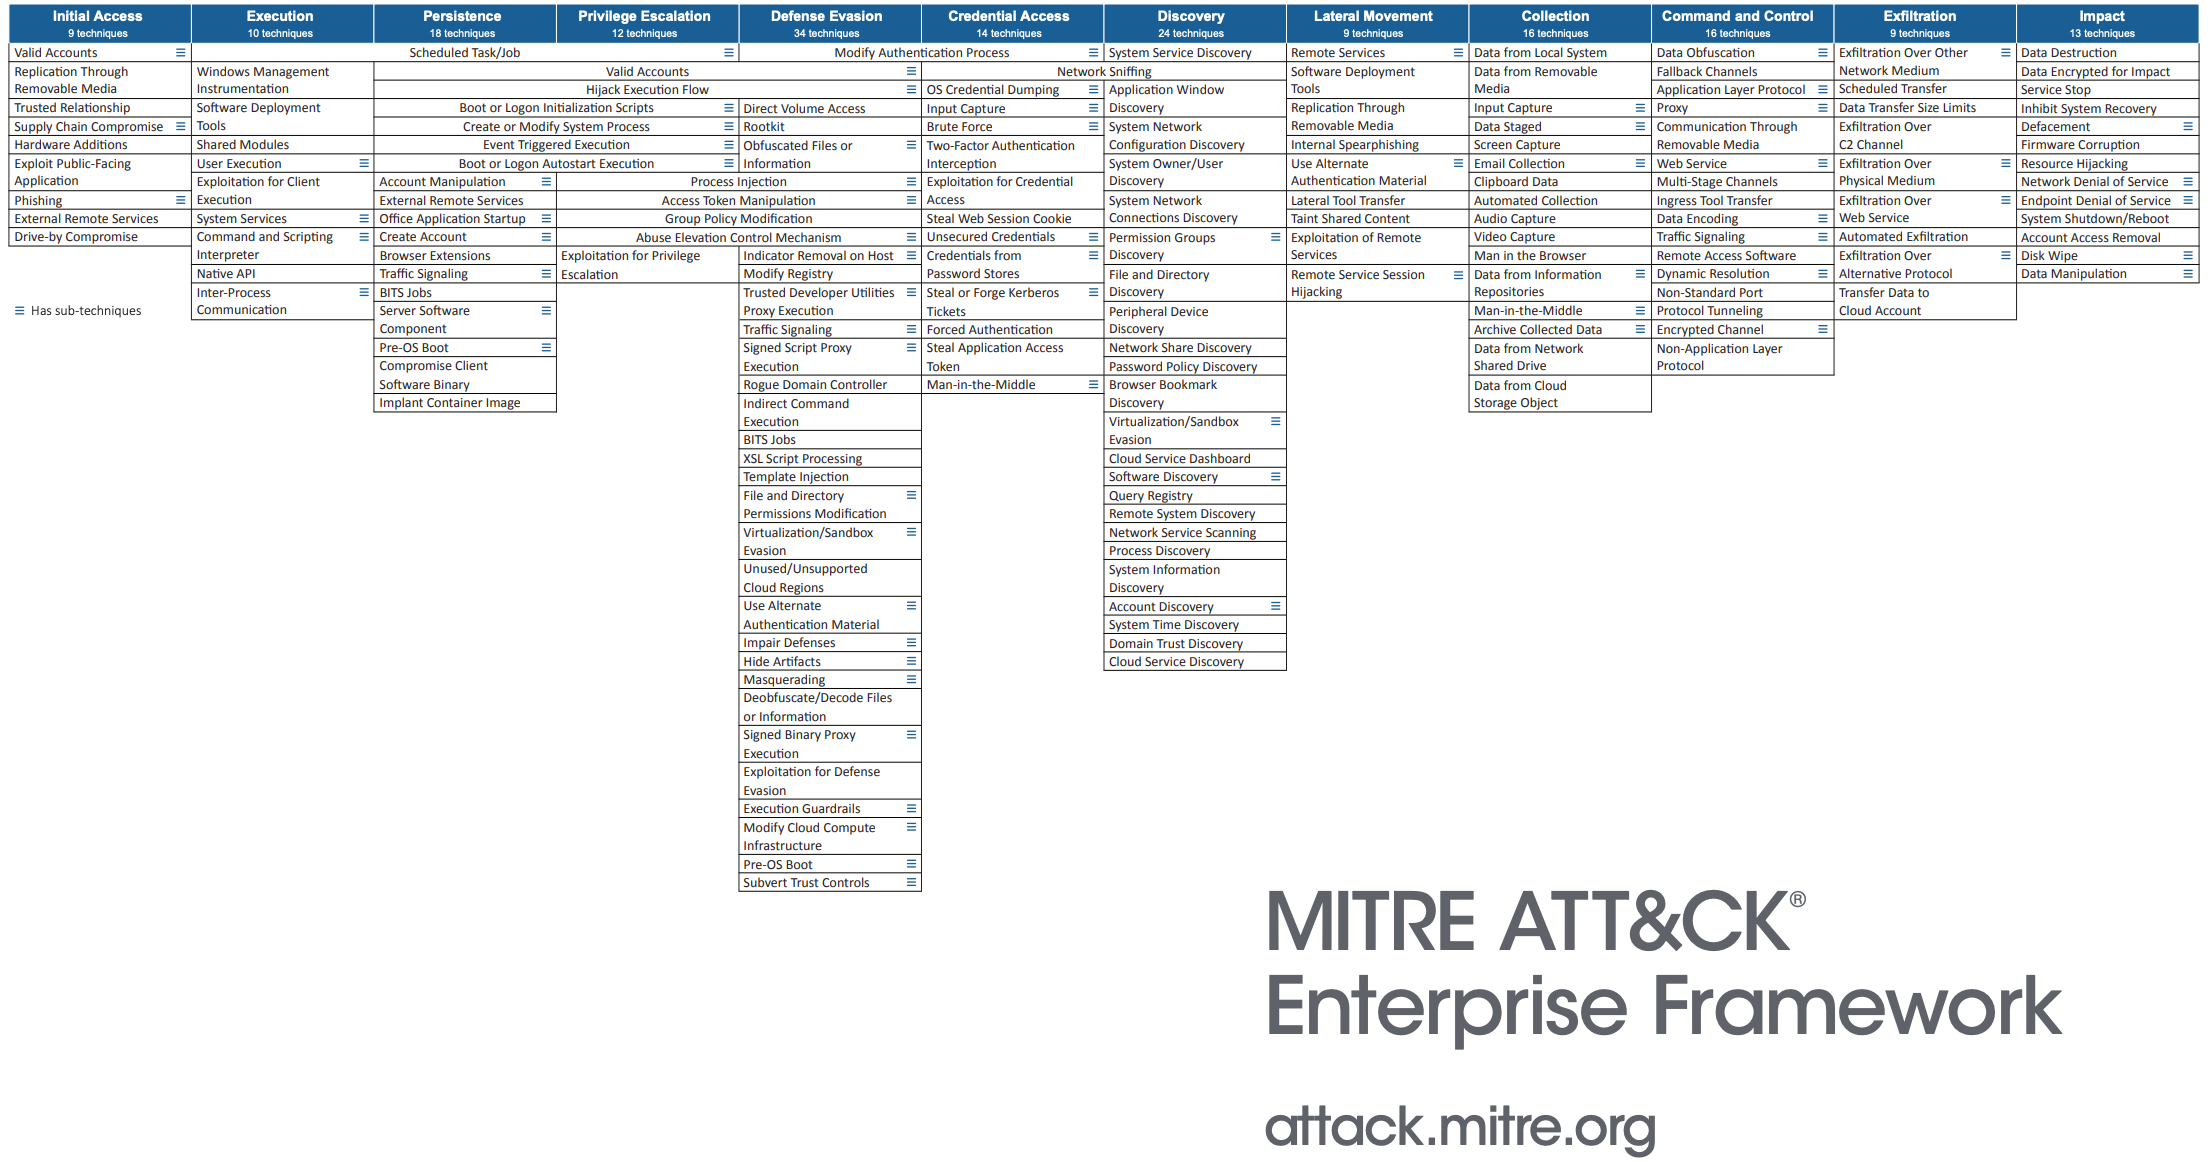 Initial Access
9 techniques
Valid Accounts
Replication Through
Removable Media
Trusted Relationship
Supply Chain Compromise
Hardware Additions
Exploit Public-Facing
Application
Phishing
External Remote Services
Drive-by Compromise
Has sub-techniques
Execution
10 techniques
Scheduled Task/Job
Windows Management
Instrumentation
Software Deployment
Tools
Shared Modules
User Execution
Exploitation for Client
Execution
System Services
Command and Scripting
Interpreter
Native API
Inter-Process
Communication
Persistence
18 techniques
Valid Accounts
Hijack Execution Flow
Boot or Logon Initialization Scripts
Create or Modify System Process
Event Triggered Execution
Boot or Logon Autostart Execution
Account Manipulation
External Remote Services
Office Application Startup
Create Account
Browser Extensions
Traffic Signaling
BITS Jobs
Server Software
Component
Pre-OS Boot
Compromise Client
Software Binary
Implant Container Image
Privilege Escalation
12 techniques
Process Injection
Access Token Manipulation
Group Policy Modification
Abuse Elevation Control Mechanism
Exploitation for Privilege
Escalation
Defense Evasion
34 techniques
Modify Authentication Process
Direct Volume Access
Rootkit
Obfuscated Files or
Information
Indicator Removal on Host
Modify Registry
Trusted Developer Utilities
Proxy Execution
Traffic Signaling
Signed Script Proxy
Execution
Rogue Domain Controller
Indirect Command
Execution
BITS Jobs
XSL Script Processing
Template Injection
File and Directory
Permissions Modification
Virtualization/Sandbox
Evasion
Unused/Unsupported
Cloud Regions
Use Alternate
Authentication Material
Impair Defenses
Hide Artifacts
Masquerading
Deobfuscate/Decode Files
or Information
Signed Binary Proxy
Execution
Exploitation for Defense
Evasion
Execution Guardrails
Modify Cloud Compute
Infrastructure
Pre-OS Boot
Subvert Trust Controls
Credential Access
14 techniques
Network Sniffing
OS Credential Dumping
Input Capture
Brute Force
Two-Factor Authentication
Interception
Exploitation for Credential
Access
Steal Web Session Cookie
Unsecured Credentials
Credentials from
Password Stores
Steal or Forge Kerberos
Tickets
Forced Authentication
Steal Application Access
Token
Man-in-the-Middle
Discovery
24 techniques
System Service Discovery
Application Window
Discovery
System Network
Configuration Discovery
System Owner/User
Discovery
System Network
Connections Discovery
Permission Groups
Discovery
File and Directory
Discovery
Peripheral Device
Discovery
Network Share Discovery
Password Policy Discovery
Browser Bookmark
Discovery
Virtualization/Sandbox
Evasion
Cloud Service Dashboard
Software Discovery
Query Registry
Remote System Discovery
Network Service Scanning
Process Discovery
System Information
Discovery
Account Discovery
System Time Discovery
Domain Trust Discovery
Cloud Service Discovery
Lateral Movement
9 techniques
Remote Services
Software Deployment
Tools
Replication Through
Removable Media
Internal Spearphishing
Use Alternate
Authentication Material
Lateral Tool Transfer
Taint Shared Content
Exploitation of Remote
Services
Remote Service Session
Hijacking
Collection
16 techniques
Data from Local System
Data from Removable
Media
Input Capture
Data Staged
Screen Capture
Email Collection
Clipboard Data
Automated Collection
Audio Capture
Video Capture
Man in the Browser
Data from Information
Repositories
Man-in-the-Middle
Archive Collected Data
Data from Network
Shared Drive
Data from Cloud
Storage Object
Command and Control
16 techniques
Data Obfuscation
Fallback Channels
Application Layer Protocol
Proxy
Communication Through
Removable Media
Web Service
Multi-Stage Channels
Ingress Tool Transfer
Data Encoding
Traffic Signaling
Remote Access Software
Dynamic Resolution
Non-Standard Port
Protocol Tunneling
Encrypted Channel
Non-Application Layer
Protocol
Exfiltration
9 techniques
Exfiltration Over Other
Network Medium
Scheduled Transfer
Data Transfer Size Limits
Exfiltration Over
C2 Channel
Exfiltration Over
Physical Medium
Exfiltration Over
Web Service
Automated Exfiltration
Exfiltration Over
Alternative Protocol
Transfer Data to
Cloud Account
Impact
13 techniques
Data Destruction
Data Encrypted for Impact
Service Stop
Inhibit System Recovery
Defacement
Firmware Corruption
Resource Hijacking
Network Denial of Service
Endpoint Denial of Service
System Shutdown/Reboot
Account Access Removal
Disk Wipe
Data Manipulation
MITRE ATT&CK®
Enterprise Framework
attack.mitre.org